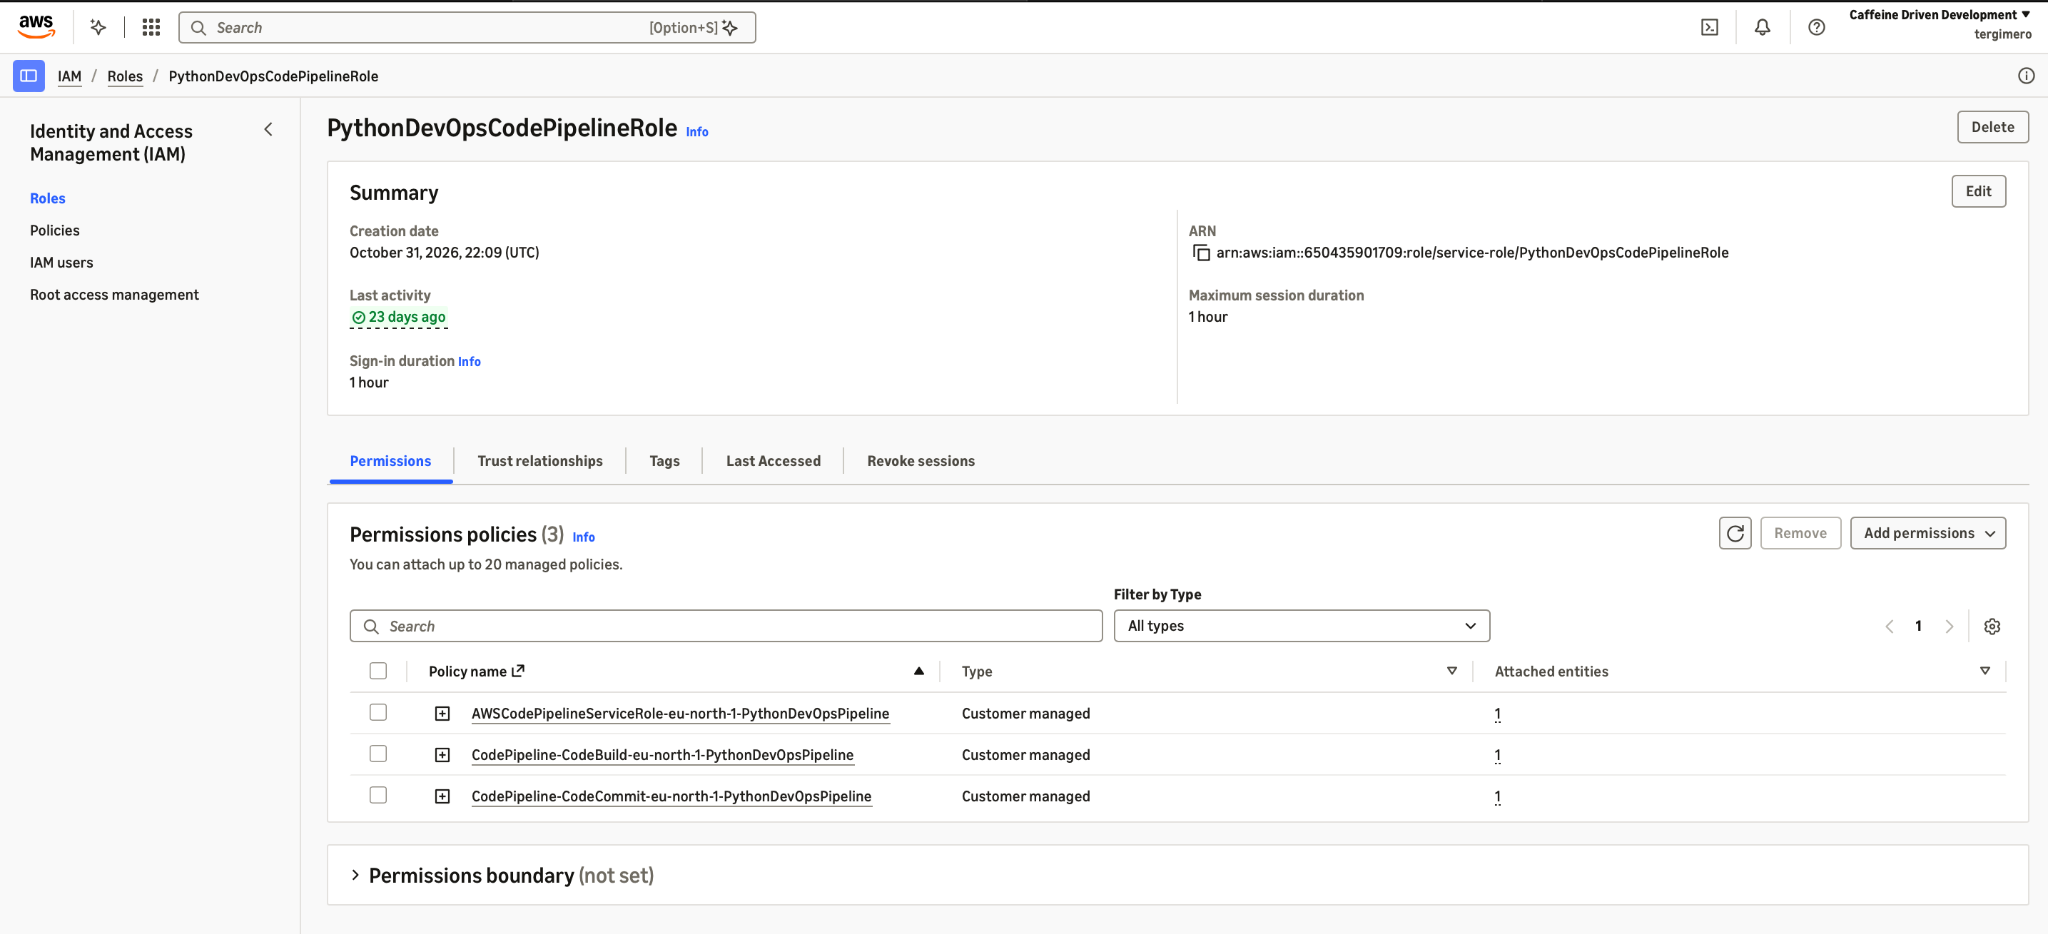 aws
Search [Option+S]
Caffeine Driven Development ▼
tergimero
IAM / Roles / PythonDevOpsCodePipelineRole
Identity and Access
Management (IAM)
Roles
Policies
IAM users
Root access management
PythonDevOpsCodePipelineRole Info
Delete
Summary
Edit
Creation date
October 31, 2026, 22:09 (UTC)
ARN
arn:aws:iam::650435901709:role/service-role/PythonDevOpsCodePipelineRole
Last activity
23 days ago
Maximum session duration
1 hour
Sign-in duration Info
1 hour
Permissions
Trust relationships
Tags
Last Accessed
Revoke sessions
Permissions policies (3) Info
You can attach up to 20 managed policies.
Remove
Add permissions
Filter by Type
Search
All types
1
Policy name
Type
Attached entities
AWSCodePipelineServiceRole-eu-north-1-PythonDevOpsPipeline Customer managed 1
CodePipeline-CodeBuild-eu-north-1-PythonDevOpsPipeline Customer managed 1
CodePipeline-CodeCommit-eu-north-1-PythonDevOpsPipeline Customer managed 1
Permissions boundary (not set)